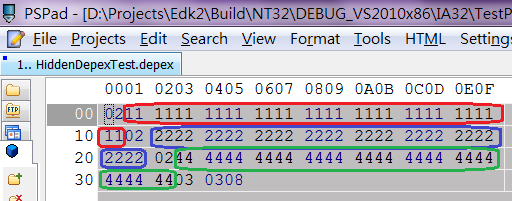 PSPad - [D:\Projects\Edk2\Build\NT32\DEBUG_VS2010x86\IA32\TestP
File Projects Edit Search View Format Tools HTML Setting
1.. HiddenDepexTest.depex
0001 0203 0405 0607 0809 0A0B 0C0D 0E0F
00 0211 1111 1111 1111 1111 1111 1111 1111
10 1102 2222 2222 2222 2222 2222 2222 2222
20 2222 0244 4444 4444 4444 4444 4444 4444
30 4444 4403 0308